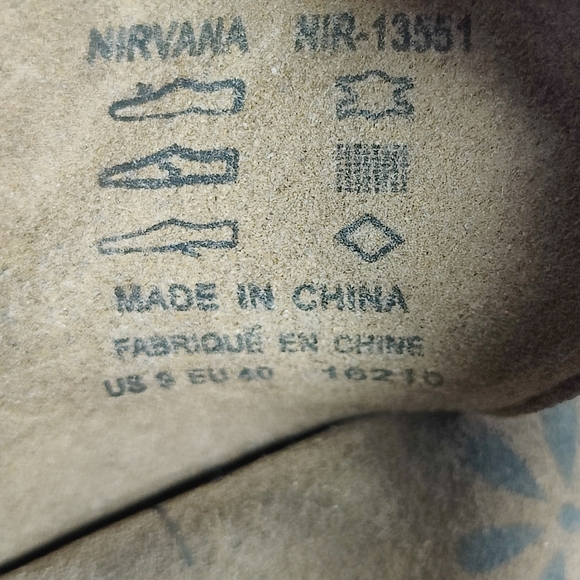 NIRVANA NIR-13551
MADE IN CHINA
FABRIQUÉ EN CHINE
US 9 EU 40 16210